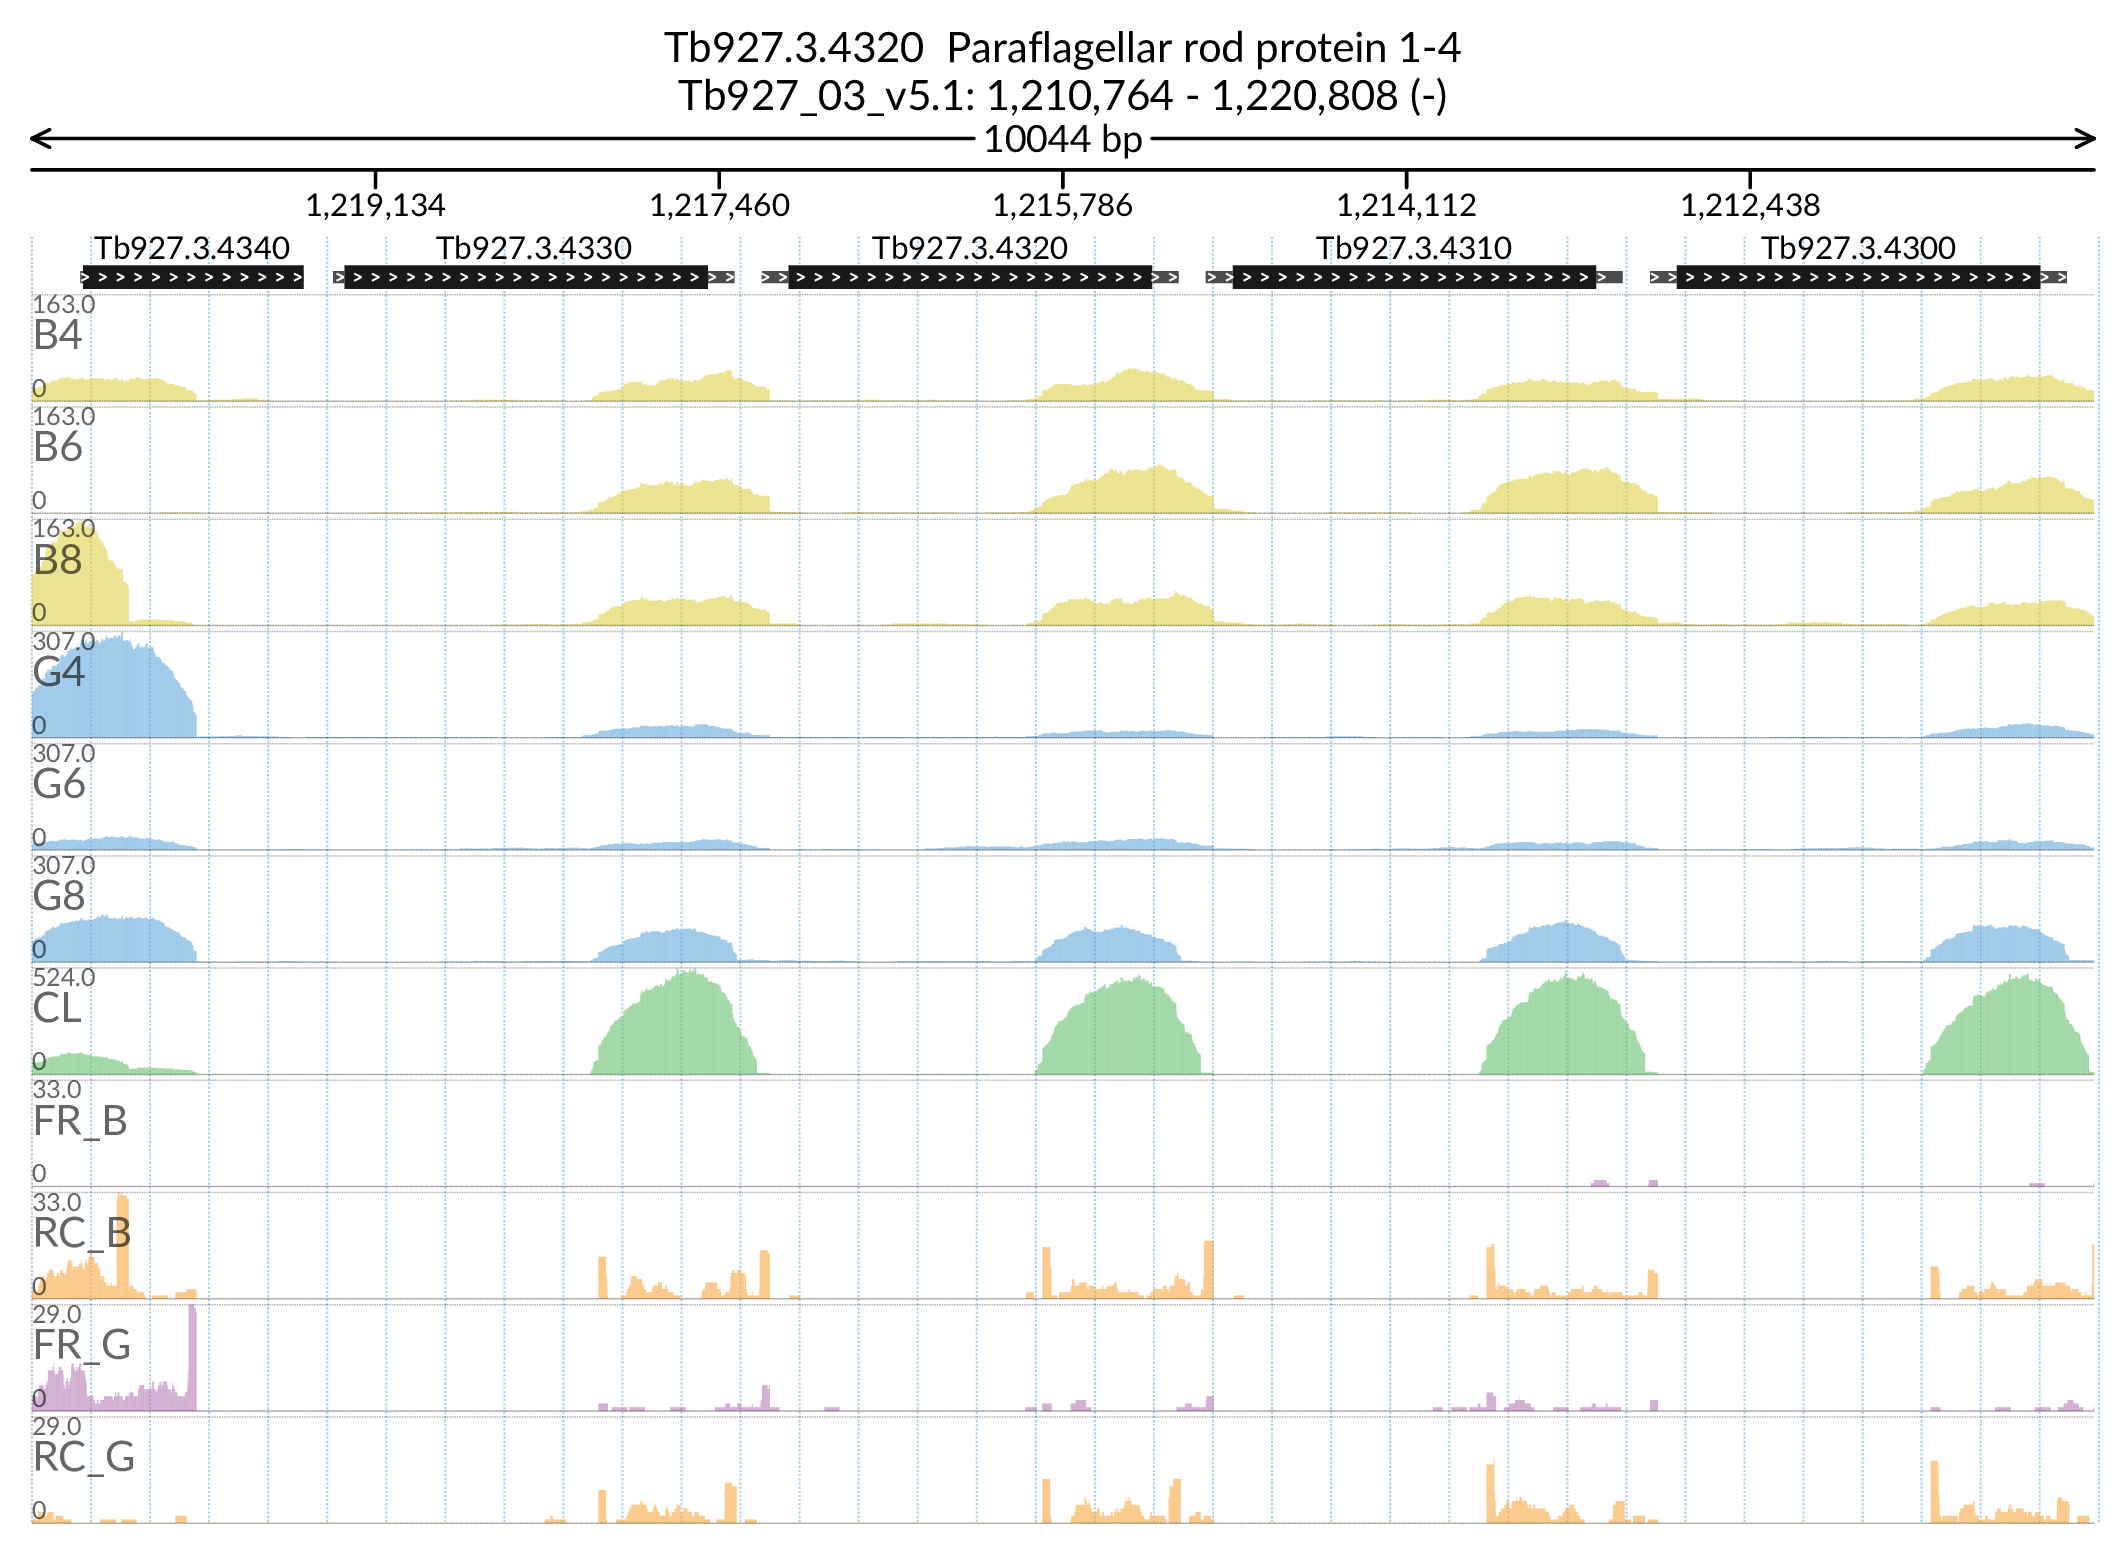 Tb927.3.4320  Paraflagellar rod protein 1-4
Tb927_03_v5.1: 1,210,764 - 1,220,808 (-)
10044 bp
1,219,134 1,217,460 1,215,786 1,214,112 1,212,438
Tb927.3.4340 Tb927.3.4330 Tb927.3.4320 Tb927.3.4310 Tb927.3.4300
163.0
B4
0
163.0
B6
0
163.0
B8
0
307.0
G4
0
307.0
G6
0
307.0
G8
0
524.0
CL
0
33.0
FR_B
0
33.0
RC_B
0
29.0
FR_G
0
29.0
RC_G
0